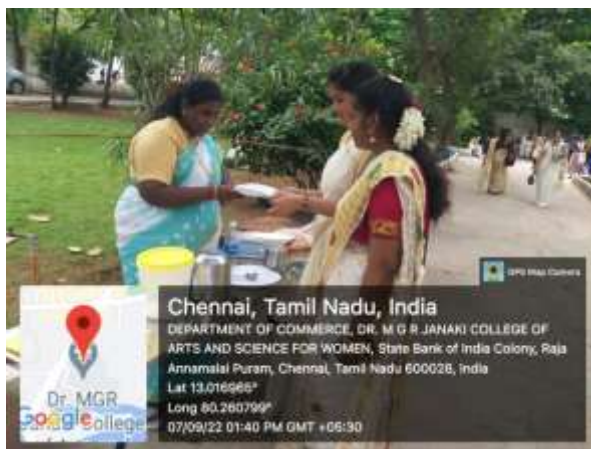 GPS Map Camera
Chennai, Tamil Nadu, India
DEPARTMENT OF COMMERCE, DR. M G R JANAKI COLLEGE OF
ARTS AND SCIENCE FOR WOMEN, State Bank of India Colony, Raja
Annamalai Puram, Chennai, Tamil Nadu 600028, India
Lat 13.016965°
Long 80.260799°
07/09/22 01:40 PM GMT +05:30
Dr. MGR
Google College